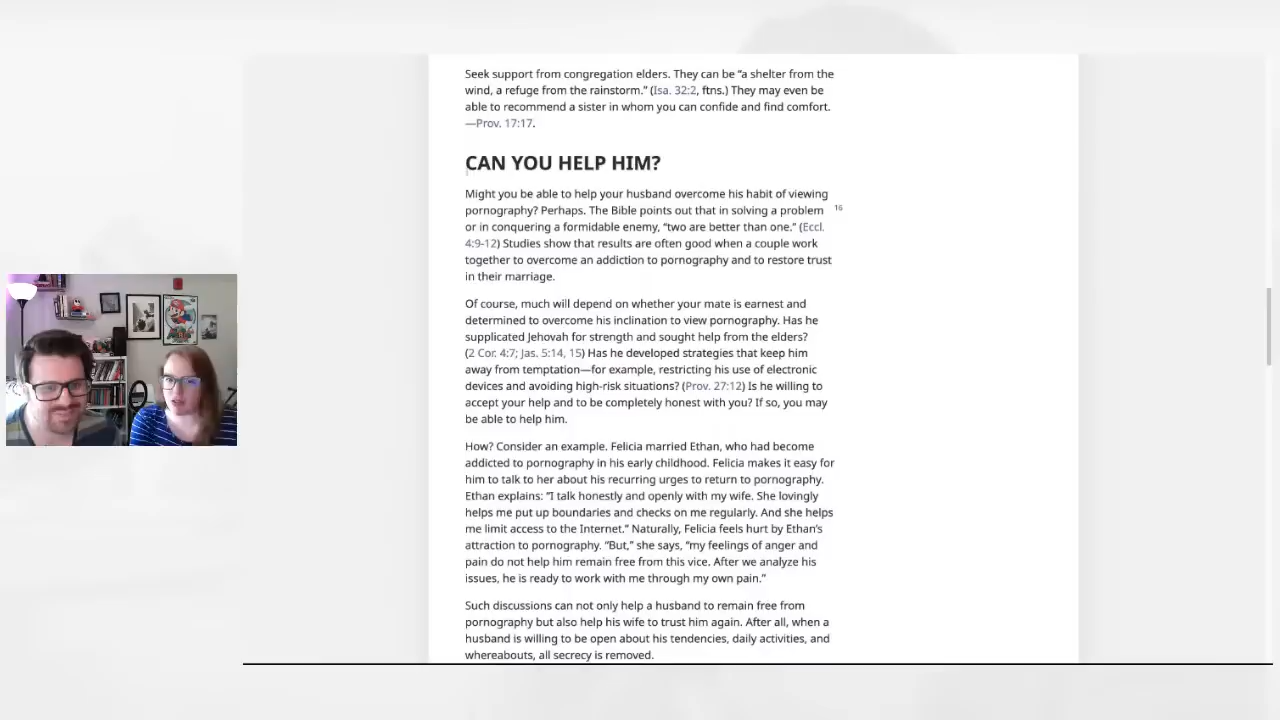 Seek support from congregation elders. They can be “a shelter from the
wind, a refuge from the rainstorm.” (Isa. 32:2, ftns.) They may even be
able to recommend a sister in whom you can confide and find comfort.
—Prov. 17:17.
CAN YOU HELP HIM?
Might you be able to help your husband overcome his habit of viewing
pornography? Perhaps. The Bible points out that in solving a problem 16
or in conquering a formidable enemy, “two are better than one.” (Eccl.
4:9-12) Studies show that results are often good when a couple work
together to overcome an addiction to pornography and to restore trust
in their marriage.
Of course, much will depend on whether your mate is earnest and
determined to overcome his inclination to view pornography. Has he
supplicated Jehovah for strength and sought help from the elders?
(2 Cor. 4:7; Jas. 5:14, 15) Has he developed strategies that keep him
away from temptation—for example, restricting his use of electronic
devices and avoiding high-risk situations? (Prov. 27:12) Is he willing to
accept your help and to be completely honest with you? If so, you may
be able to help him.
How? Consider an example. Felicia married Ethan, who had become
addicted to pornography in his early childhood. Felicia makes it easy for
him to talk to her about his recurring urges to return to pornography.
Ethan explains: “I talk honestly and openly with my wife. She lovingly
helps me put up boundaries and checks on me regularly. And she helps
me limit access to the Internet.” Naturally, Felicia feels hurt by Ethan’s
attraction to pornography. “But,” she says, “my feelings of anger and
pain do not help him remain free from this vice. After we analyze his
issues, he is ready to work with me through my own pain.”
Such discussions can not only help a husband to remain free from
pornography but also help his wife to trust him again. After all, when a
husband is willing to be open about his tendencies, daily activities, and
whereabouts, all secrecy is removed.